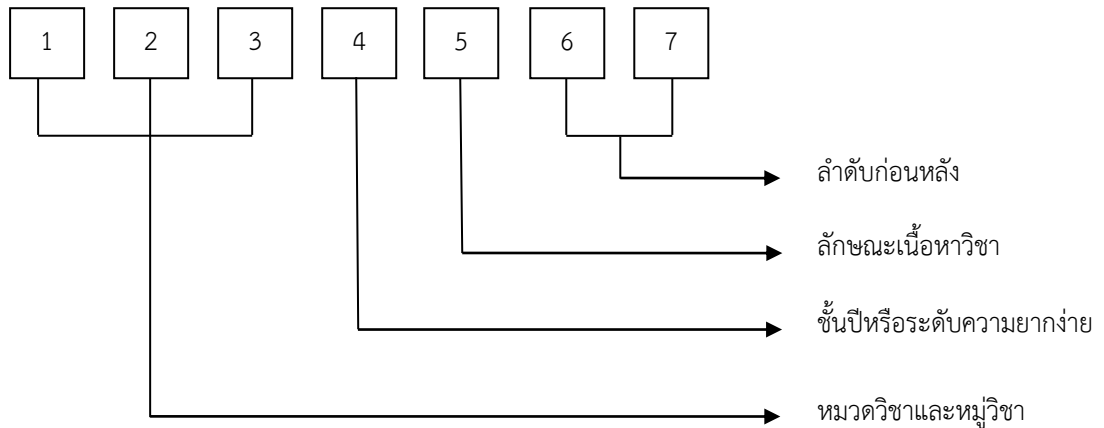 1 2 3 4 5 6 7
ลำดับก่อนหลัง
ลักษณะเนื้อหาวิชา
ชั้นปีหรือระดับความยากง่าย
หมวดวิชาและหมู่วิชา